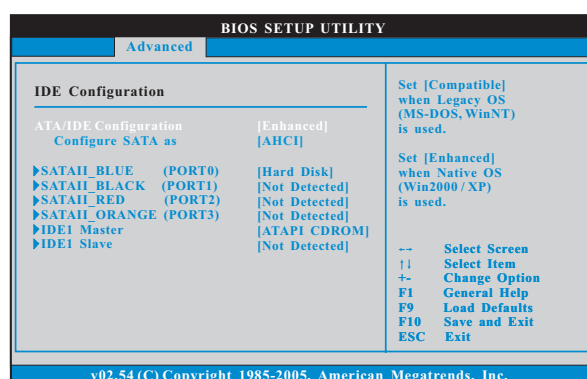 BIOS SETUP UTILITY
Advanced
IDE Configuration
ATA/IDE Configuration [Enhanced]
Configure SATA as [AHCI]
SATAII_BLUE (PORT0) [Hard Disk]
SATAII_BLACK (PORT1) [Not Detected]
SATAII_RED (PORT2) [Not Detected]
SATAII_ORANGE (PORT3) [Not Detected]
IDE1 Master [ATAPI CDROM]
IDE1 Slave [Not Detected]
Set [Compatible]
when Legacy OS
(MS-DOS, WinNT)
is used.
Set [Enhanced]
when Native OS
(Win2000 / XP)
is used.
←→ Select Screen
↑↓ Select Item
+- Change Option
F1 General Help
F9 Load Defaults
F10 Save and Exit
ESC Exit
v02.54 (C) Copyright 1985-2005, American Megatrends, Inc.